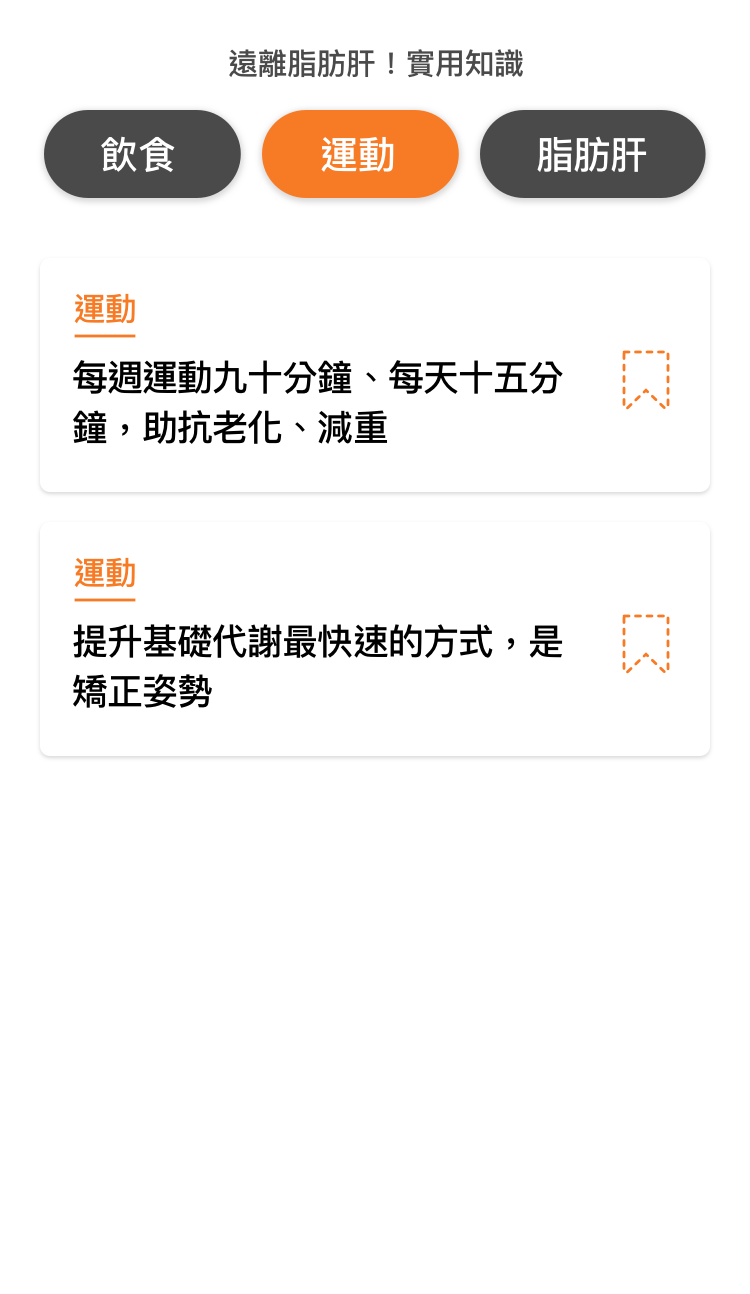 遠離脂肪肝！實用知識
飲食
運動
脂肪肝
運動
每週運動九十分鐘、每天十五分
鐘，助抗老化、減重
運動
提升基礎代謝最快速的方式，是
矯正姿勢